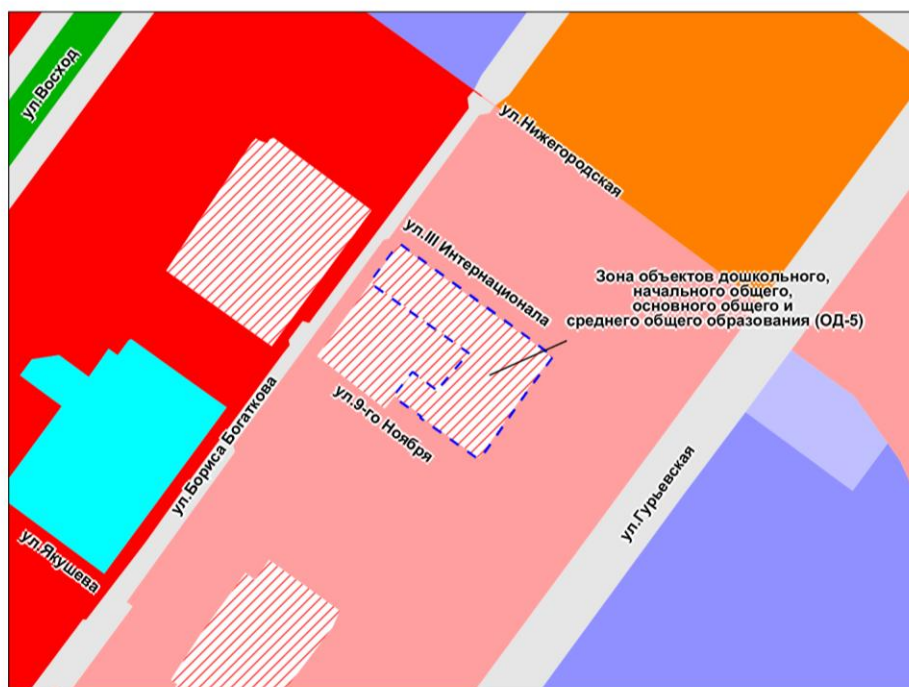 ул.Восход
ул.Нижегородская
ул.III Интернационала
Зона объектов дошкольного,
начального общего,
основного общего и
среднего общего образования (ОД-5)
ул.9-го Ноября
ул.Бориса Богаткова
ул.Гурьевская
ул.Якушева